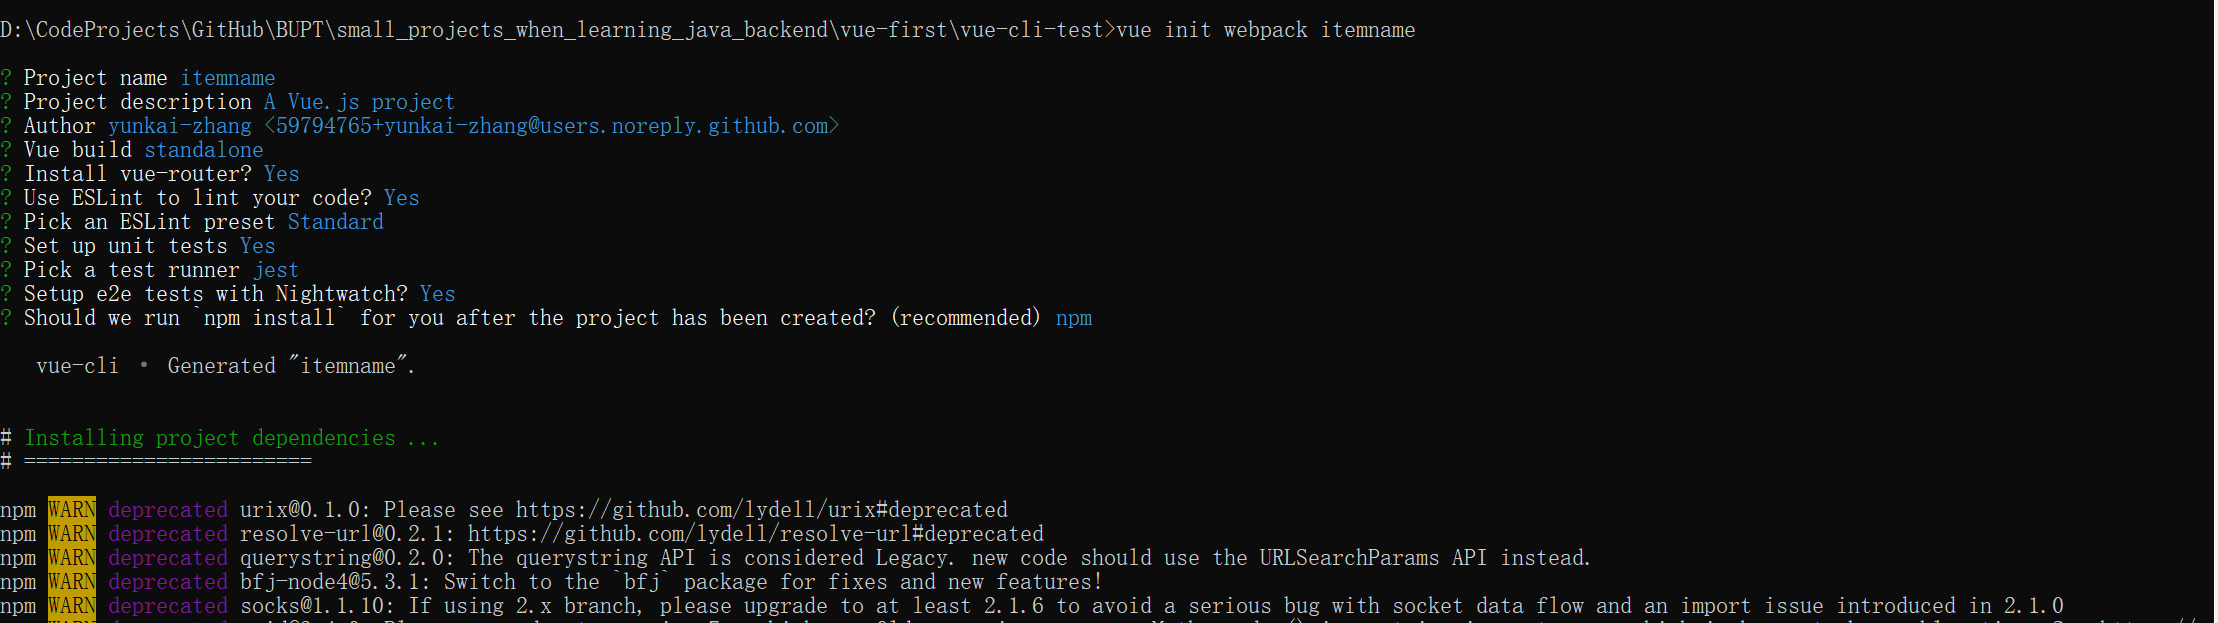 D:\CodeProjects\GitHub\BUPT\small_projects_when_learning_java_backend\vue-first\vue-cli-test>vue init webpack itemname
? Project name itemname
? Project description A Vue.js project
? Author yunkai-zhang <59794765+yunkai-zhang@users.noreply.github.com>
? Vue build standalone
? Install vue-router? Yes
? Use ESLint to lint your code? Yes
? Pick an ESLint preset Standard
? Set up unit tests Yes
? Pick a test runner jest
? Setup e2e tests with Nightwatch? Yes
? Should we run `npm install` for you after the project has been created? (recommended) npm
vue-cli · Generated "itemname".
# Installing project dependencies ...
# ========================
npm WARN deprecated urix@0.1.0: Please see https://github.com/lydell/urix#deprecated
npm WARN deprecated resolve-url@0.2.1: https://github.com/lydell/resolve-url#deprecated
npm WARN deprecated querystring@0.2.0: The querystring API is considered Legacy. new code should use the URLSearchParams API instead.
npm WARN deprecated bfj-node4@5.3.1: Switch to the `bfj` package for fixes and new features!
npm WARN deprecated socks@1.1.10: If using 2.x branch, please upgrade to at least 2.1.6 to avoid a serious bug with socket data flow and an import issue introduced in 2.1.0